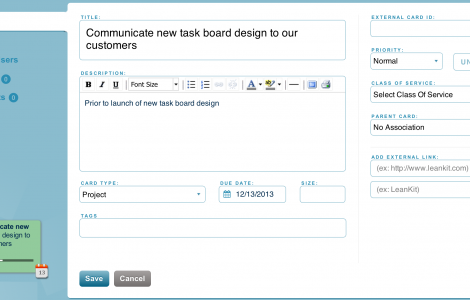 TITLE:
Communicate new task board design to our
customers
DESCRIPTION:
B I U Font Size A
Prior to launch of new task board design
CARD TYPE:
Project
DUE DATE:
12/13/2013
SIZE:
TAGS
Save Cancel
EXTERNAL CARD ID:
PRIORITY:
Normal
UN
CLASS OF SERVICE:
Select Class Of Service
PARENT CARD:
No Association
ADD EXTERNAL LINK:
(ex: http://www.leankit.com)
(ex: LeanKit)
sers
6
s 0
cate new
design to
mers
13